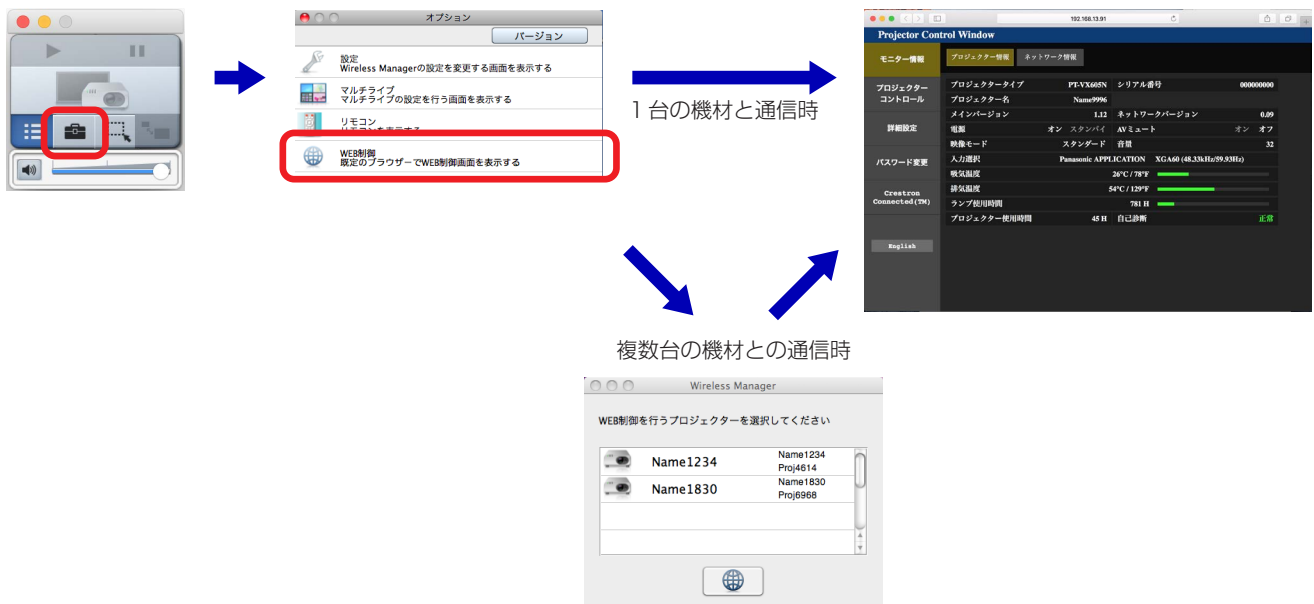 オプション
バージョン
設定
Wireless Managerの設定を変更する画面を表示する
マルチライブ
マルチライブの設定を行う画面を表示する
リモコン
リモコンを表示する
WEB制御
既定のブラウザーでWEB制御画面を表示する
1台の機材と通信時
192.168.13.91
Projector Control Window
モニター情報
プロジェクター情報 ネットワーク情報
プロジェクター
コントロール
詳細設定
パスワード変更
Crestron
Connected(TM)
English
プロジェクタータイプ PT-VX605N シリアル番号 000000000
プロジェクター名 Name9996
メインバージョン 1.12 ネットワークバージョン 0.09
電源 オン スタンバイ AVミュート オン オフ
映像モード スタンダード 音量 32
入力選択 Panasonic APPLICATION XGA60 (48.33kHz/59.93Hz)
吸気温度 26°C / 78°F
排気温度 54°C / 129°F
ランプ使用時間 781 H
プロジェクター使用時間 45 H 自己診断 正常
複数台の機材との通信時
Wireless Manager
WEB制御を行うプロジェクターを選択してください
Name1234 Name1234
Proj4614
Name1830 Name1830
Proj6968